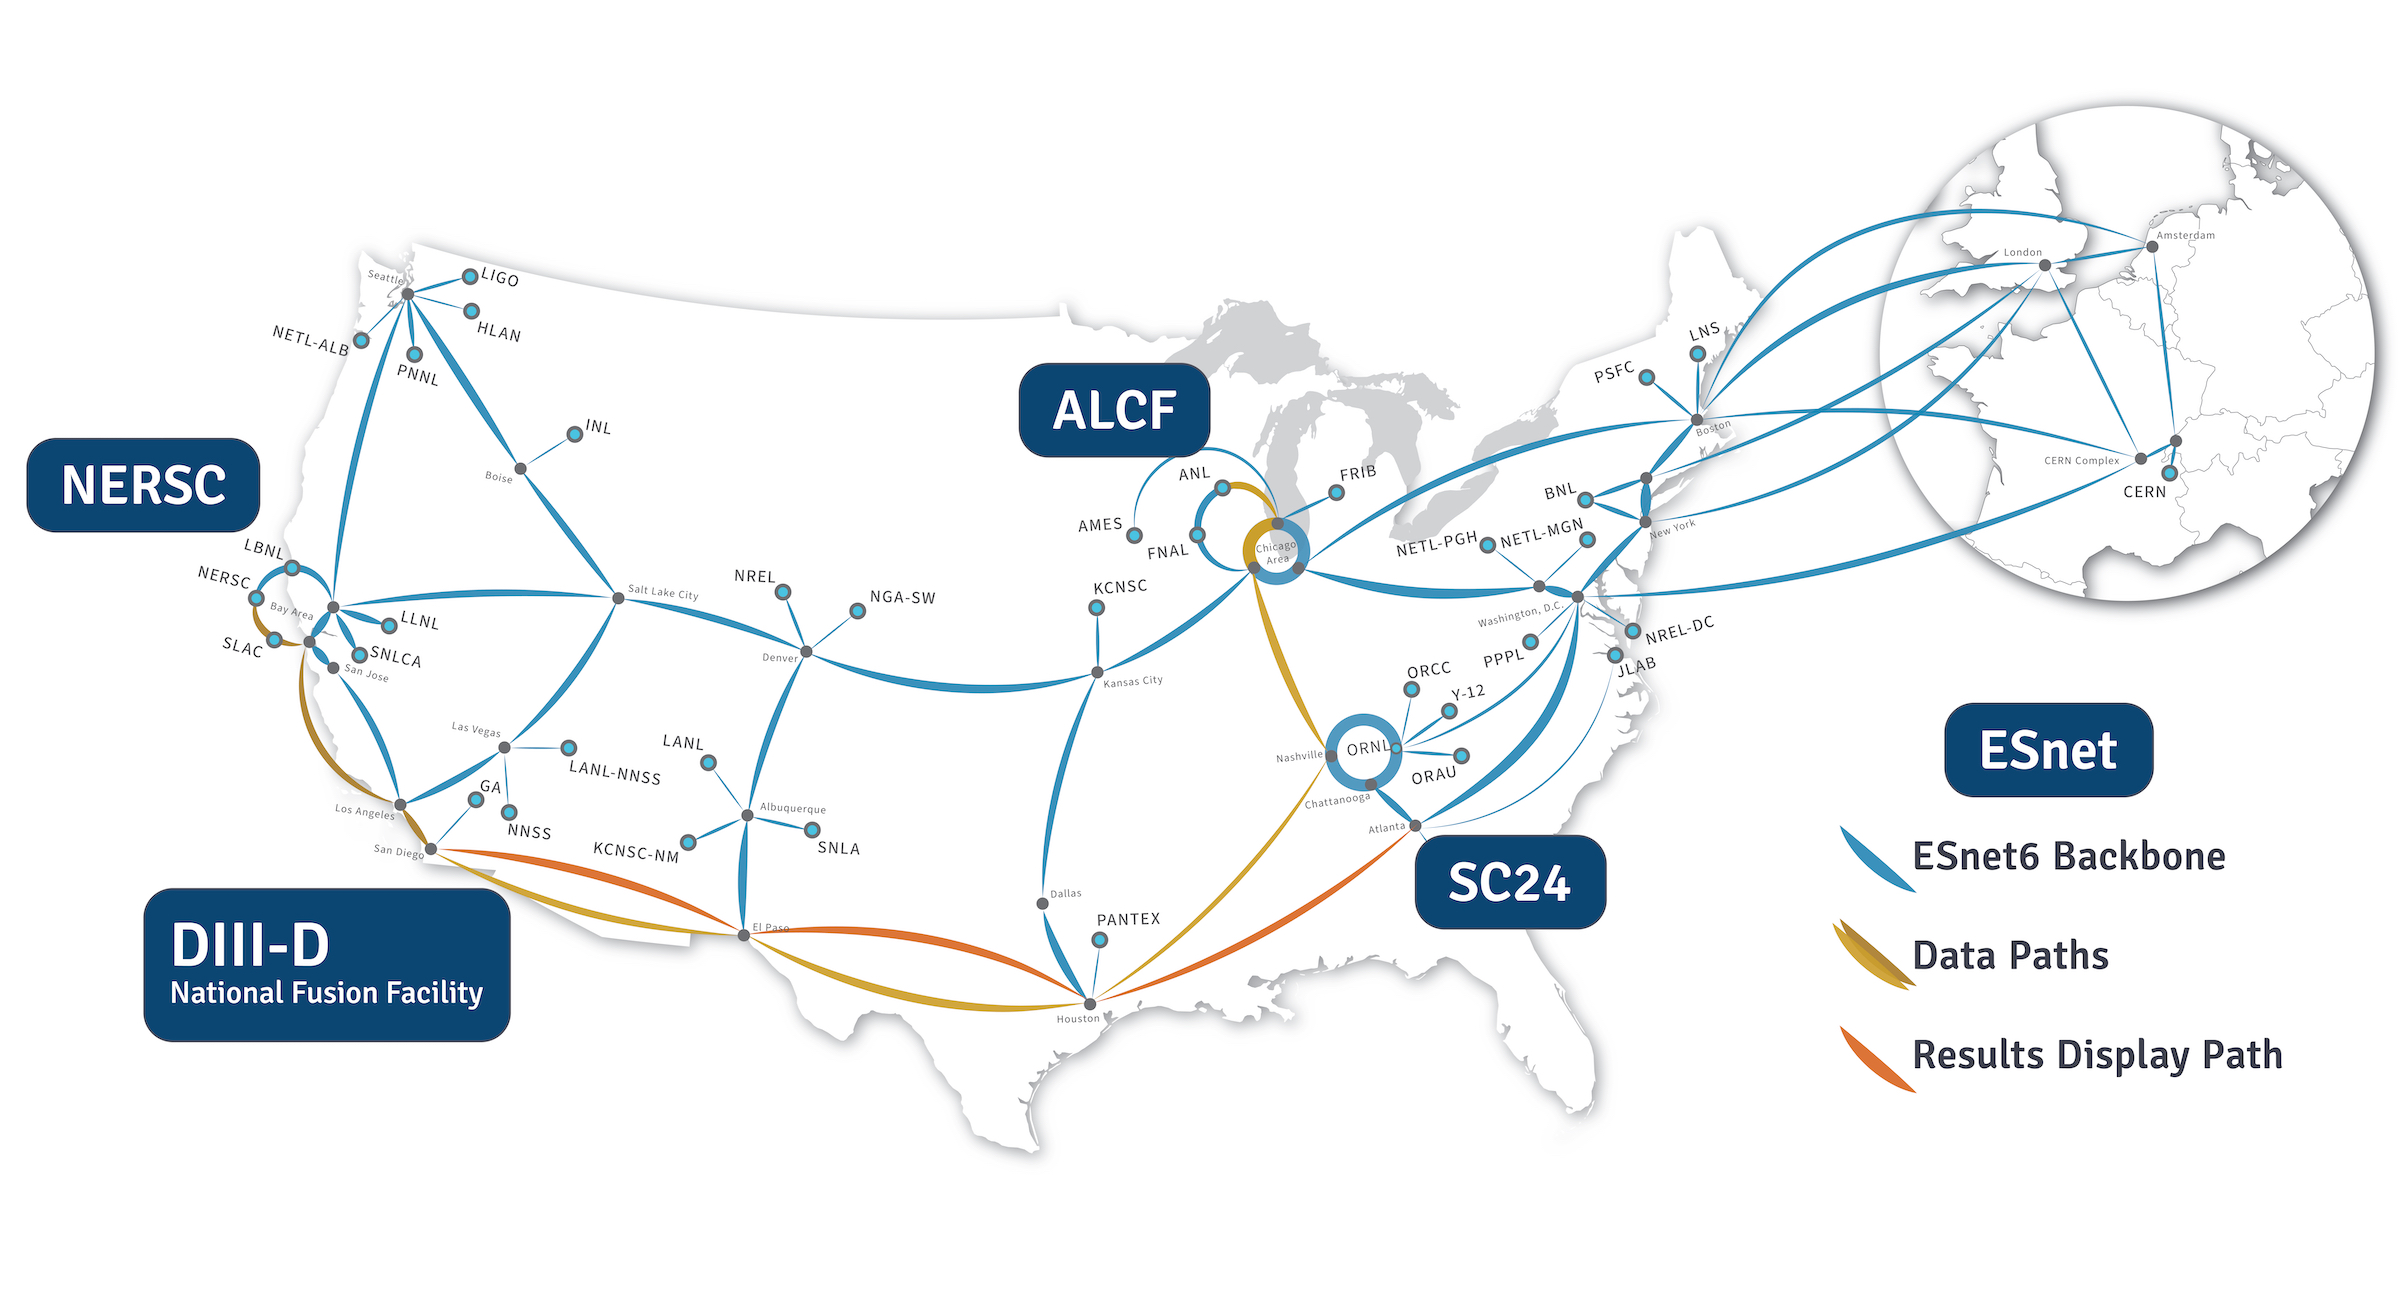 Amsterdam
London
Seattle
LIGO
HLAN
NETL-ALB
PNNL
LNS
PSFC
ALCF
INL
Boston
NERSC
Boise
ANL
FRIB
CERN Complex
CERN
BNL
AMES
FNAL
Chicago
Area
NETL-PGH
NETL-MGN
New York
LBNL
NERSC
NREL
NGA-SW
KCNSC
Salt Lake City
Bay Area
LLNL
SLAC
SNLCA
San Jose
Denver
Kansas City
Washington, D.C.
NREL-DC
PPPL
JLAB
ORCC
Y-12
Las Vegas
LANL
LANL-NNSS
Nashville
ORNL
ORAU
ESnet
GA
NNSS
Los Angeles
Albuquerque
Chattanooga
Atlanta
San Diego
KCNSC-NM
SNLA
SC24
ESnet6 Backbone
Dallas
PANTEX
El Paso
DIII-D
National Fusion Facility
Data Paths
Houston
Results Display Path